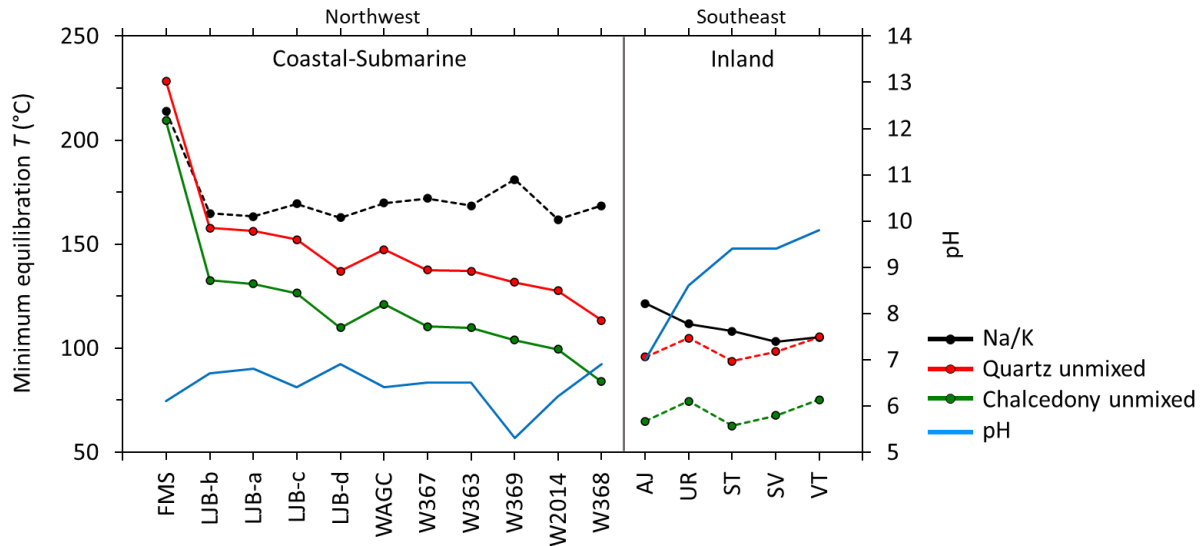 Northwest
Southeast
Coastal-Submarine
Inland
Minimum equilibration T (°C)
250
200
150
100
50
14
13
12
11
10
9
8
7
6
5
pH
FMS
LJB-b
LJB-a
LJB-c
LJB-d
WAGC
W367
W363
W369
W2014
W368
AJ
UR
ST
SV
VT
Na/K
Quartz unmixed
Chalcedony unmixed
pH